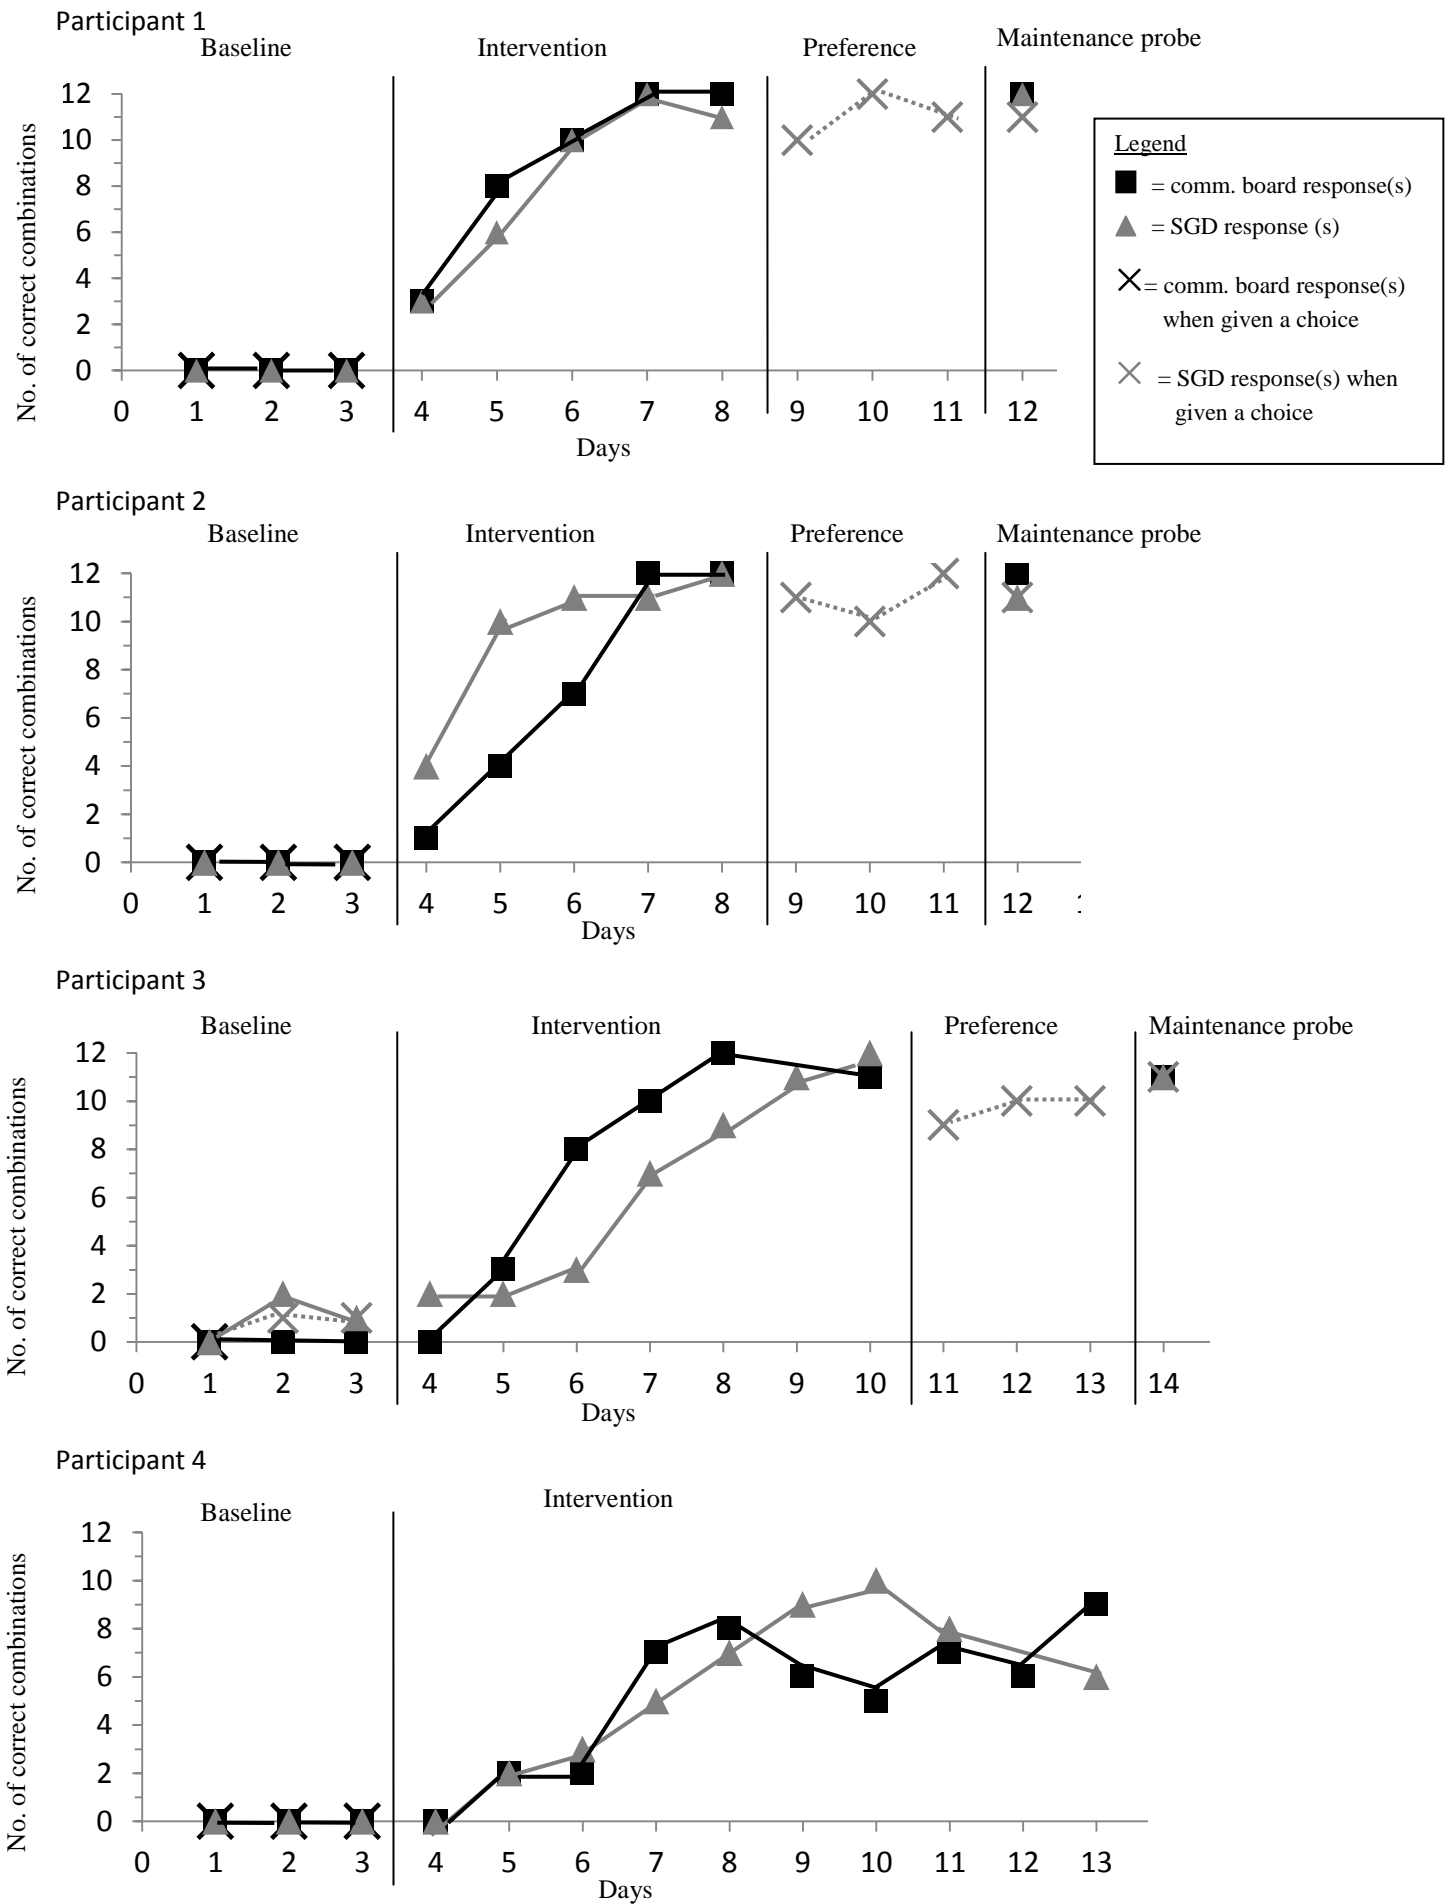 Participant 1
Baseline
Intervention
Preference
Maintenance probe
No. of correct combinations
12
10
8
6
4
2
0
0 1 2 3 4 5 6 7 8 9 10 11 12
Days
Legend
= comm. board response(s)
= SGD response (s)
= comm. board response(s)
when given a choice
= SGD response(s) when
given a choice
Participant 2
Baseline
Intervention
Preference
Maintenance probe
No. of correct combinations
12
10
8
6
4
2
0
0 1 2 3 4 5 6 7 8 9 10 11 12
Days
Participant 3
Baseline
Intervention
Preference
Maintenance probe
No. of correct combinations
12
10
8
6
4
2
0
0 1 2 3 4 5 6 7 8 9 10 11 12 13 14
Days
Participant 4
Baseline
Intervention
No. of correct combinations
12
10
8
6
4
2
0
0 1 2 3 4 5 6 7 8 9 10 11 12 13
Days